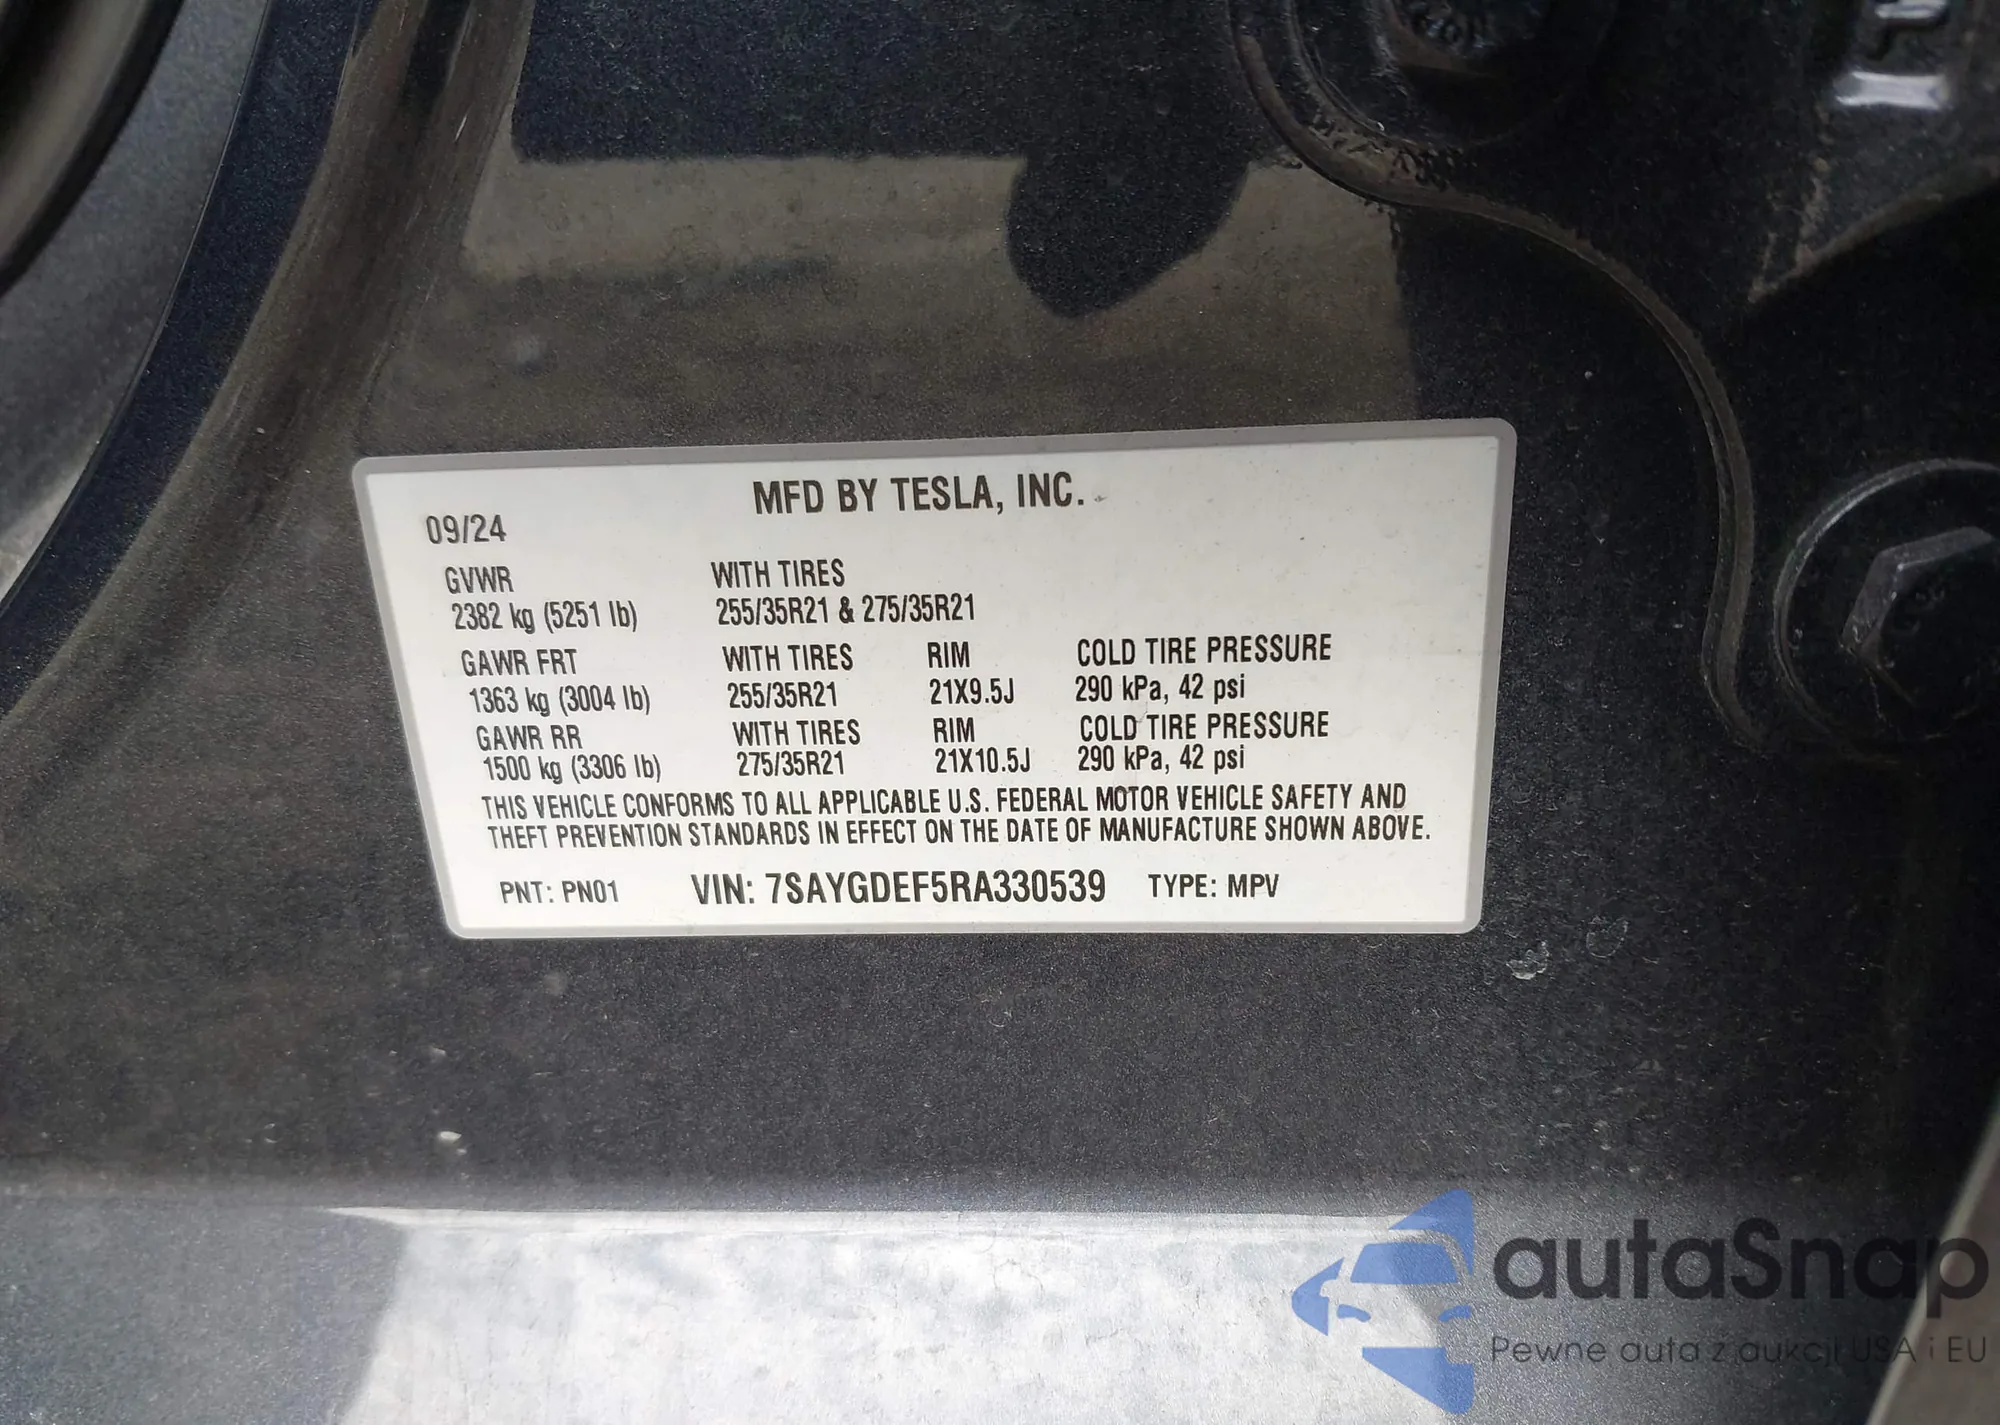 MFD BY TESLA, INC.
09/24
GVWR WITH TIRES
2382 kg (5251 lb) 255/35R21 & 275/35R21
GAWR FRT WITH TIRES RIM COLD TIRE PRESSURE
1363 kg (3004 lb) 255/35R21 21X9.5J 290 kPa, 42 psi
GAWR RR WITH TIRES RIM COLD TIRE PRESSURE
1500 kg (3306 lb) 275/35R21 21X10.5J 290 kPa, 42 psi
THIS VEHICLE CONFORMS TO ALL APPLICABLE U.S. FEDERAL MOTOR VEHICLE SAFETY AND
THEFT PREVENTION STANDARDS IN EFFECT ON THE DATE OF MANUFACTURE SHOWN ABOVE.
PNT: PN01 VIN: 7SAYGDEF5RA330539 TYPE: MPV
autaSnap
Pewne auta z aukcji USA i EU